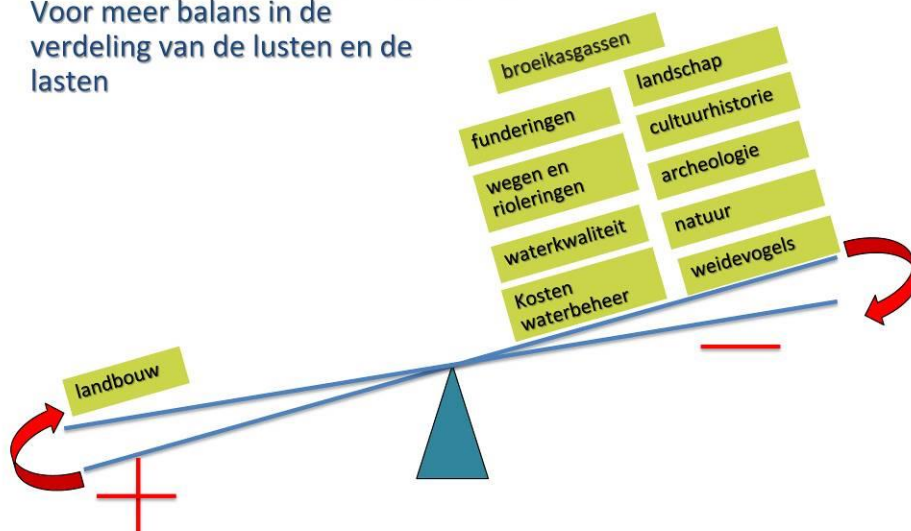 Voor meer balans in de
verdeling van de lusten en de
lasten
broeikasgassen
landschap
funderingen
cultuurhistorie
wegen en
rioleringen
archeologie
waterkwaliteit
natuur
Kosten
waterbeheer
weidevogels
landbouw